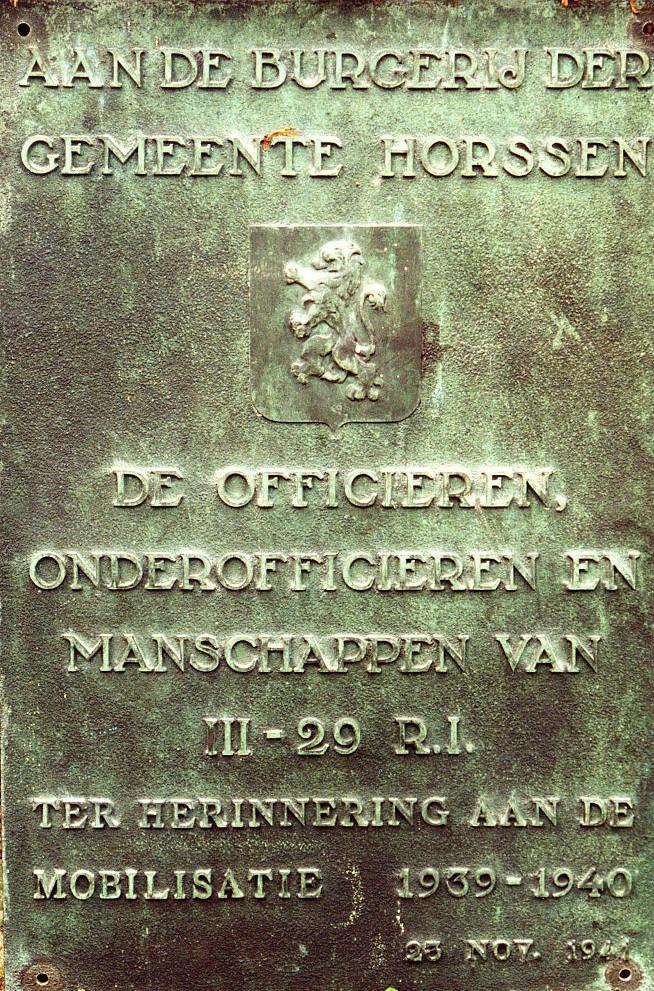 AAN DE BURGERIJ DER
GEMEENTE HORSSEN
DE OFFICIEREN,
ONDEROFFICIEREN EN
MANSCHAPPEN VAN
III-29 R.I.
TER HERINNERING AAN DE
MOBILISATIE 1939-1940
23 NOV. 1941